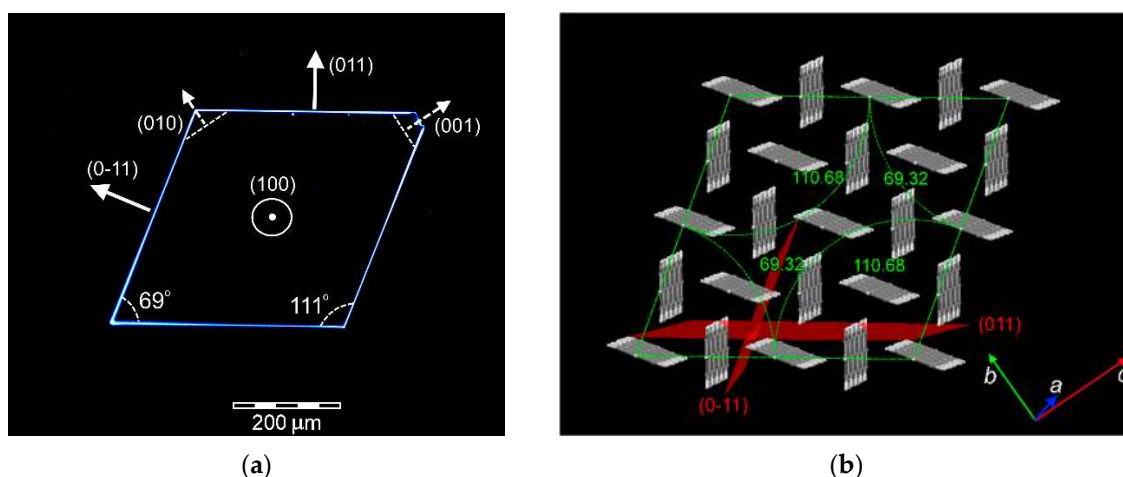 (011)
(010)
(001)
(0-11)
(100)
69°
111°
200 µm
(a)
110.68
69.32
69.32
110.68
(011)
(0-11)
b
a
c
(b)